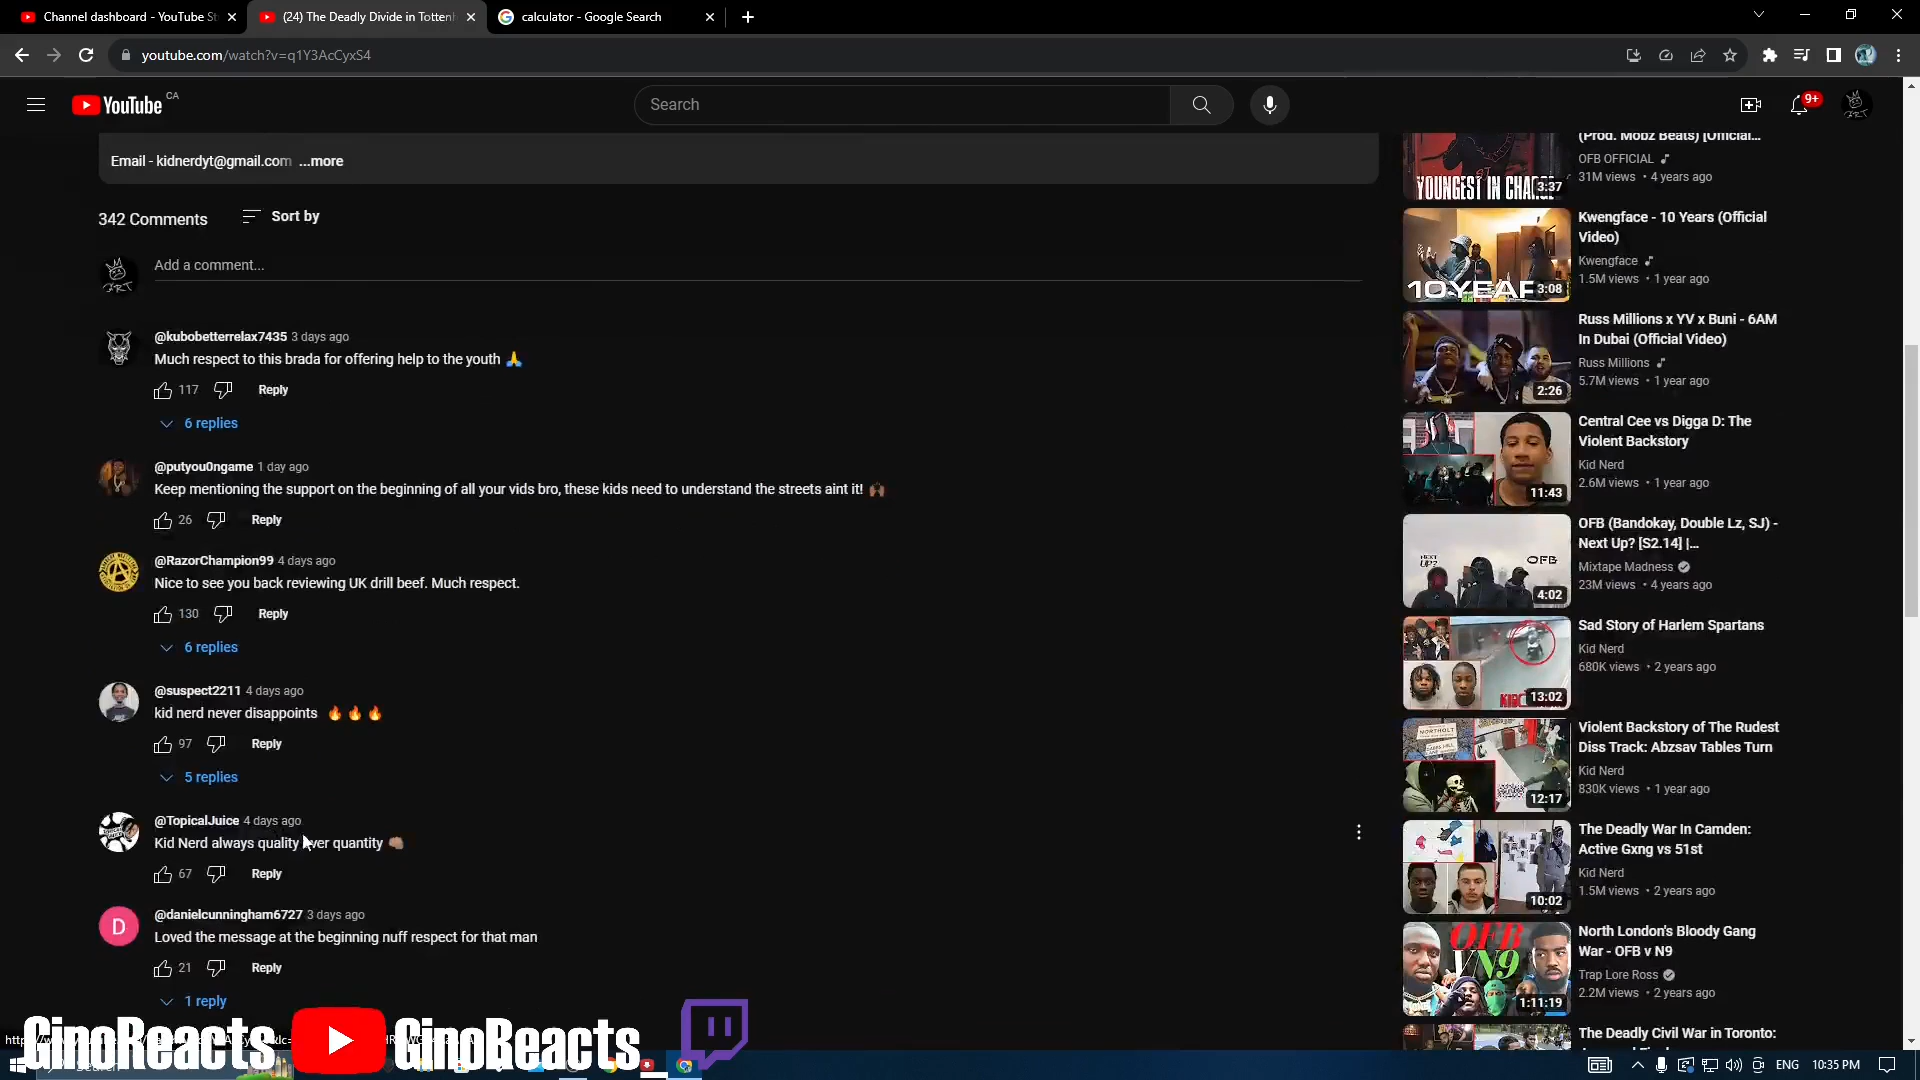 Channel dashboard - YouTube St
(24) The Deadly Divide in Tottenh
calculator - Google Search
youtube.com/watch?v=q1Y3AcCyxS4
YouTube CA
Search
9+
Email - kidnerdyt@gmail.com ...more
342 Comments
Sort by
Add a comment...
@kubobetterrelax7435 3 days ago
Much respect to this brada for offering help to the youth 🙏
117 Reply
6 replies
@putyou0ngame 1 day ago
Keep mentioning the support on the beginning of all your vids bro, these kids need to understand the streets aint it! 🙌🏾
26 Reply
6 replies
@RazorChampion99 4 days ago
Nice to see you back reviewing UK drill beef. Much respect.
130 Reply
6 replies
@suspect2211 4 days ago
kid nerd never disappoints 🔥🔥🔥
97 Reply
5 replies
@TopicalJuice 4 days ago
Kid Nerd always quality over quantity
67 Reply
@danielcunningham6727 3 days ago
Loved the message at the beginning nuff respect for that man
21 Reply
1 reply
(Prod. Mobz Beats) [Official...
OFB OFFICIAL
31M views • 4 years ago
YOUNGEST IN CHARGE
3:37
Kwengface - 10 Years (Official
Video)
Kwengface
1.5M views • 1 year ago
10 YEAR
3:08
Russ Millions x YV x Buni - 6AM
In Dubai (Official Video)
Russ Millions
5.7M views • 1 year ago
2:26
Central Cee vs Digga D: The
Violent Backstory
Kid Nerd
2.6M views • 1 year ago
11:43
OFB (Bandokay, Double Lz, SJ) -
Next Up? [S2.14] |...
Mixtape Madness
23M views • 4 years ago
NEXT
UP?
OFB
4:02
Sad Story of Harlem Spartans
Kid Nerd
680K views • 2 years ago
13:02
Violent Backstory of The Rudest
Diss Track: Abzsav Tables Turn
Kid Nerd
830K views • 1 year ago
NORTHOLT
12:17
The Deadly War In Camden:
Active Gxng vs 51st
Kid Nerd
1.5M views • 2 years ago
10:02
North London's Bloody Gang
War - OFB v N9
Trap Lore Ross
2.2M views • 2 years ago
OFB
V N9
1:11:19
The Deadly Civil War in Toronto:
GinoReacts
GinoReacts
ENG
10:35 PM